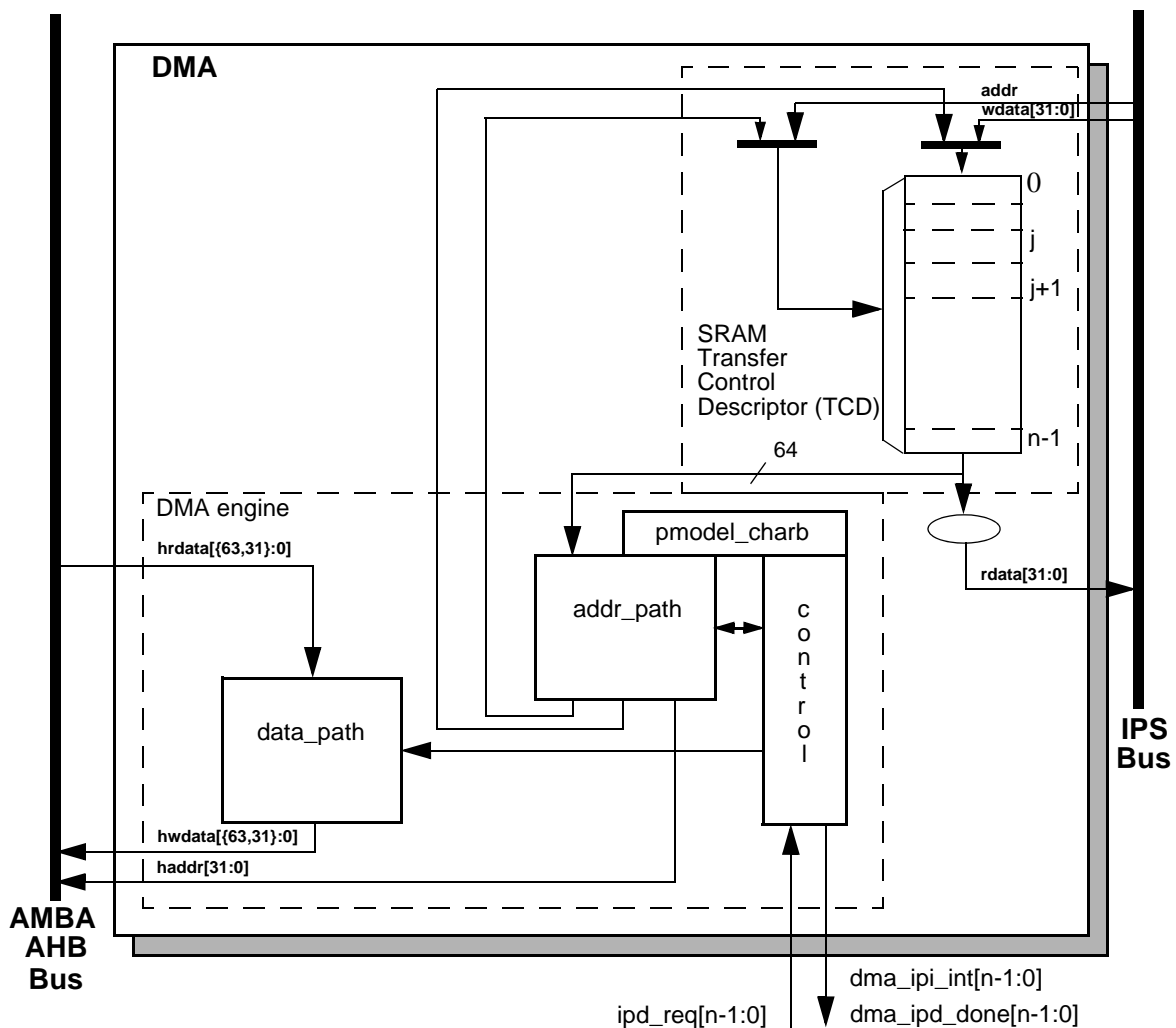 DMA
addr
wdata[31:0]
0
j
j+1
n-1
SRAM
Transfer
Control
Descriptor (TCD)
64
DMA engine
hrdata[{63,31}:0]
pmodel_charb
addr_path
control
rdata[31:0]
data_path
hwdata[{63,31}:0]
haddr[31:0]
IPS
Bus
AMBA
AHB
Bus
ipd_req[n-1:0]
dma_ipi_int[n-1:0]
dma_ipd_done[n-1:0]